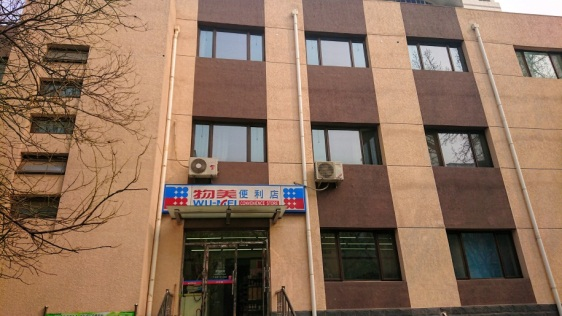 物美 便利店
WU-MEI CONVENIENCE STORE